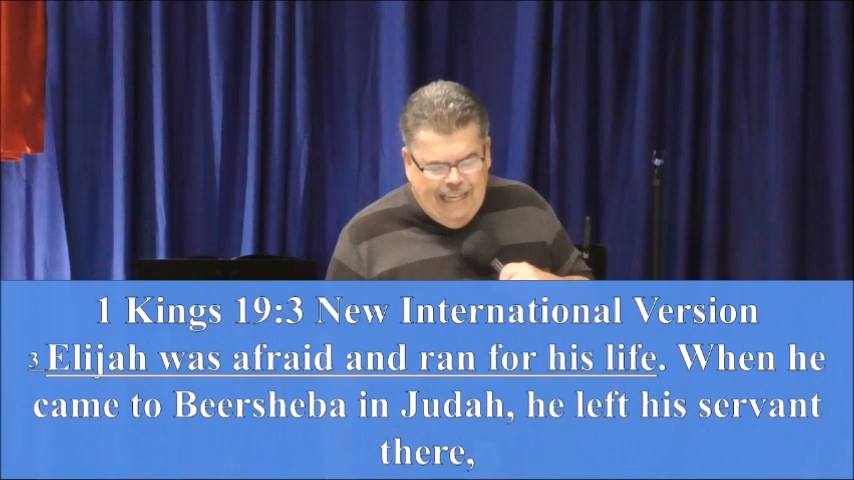 1 Kings 19:3 New International Version
3 Elijah was afraid and ran for his life. When he
came to Beersheba in Judah, he left his servant
there,